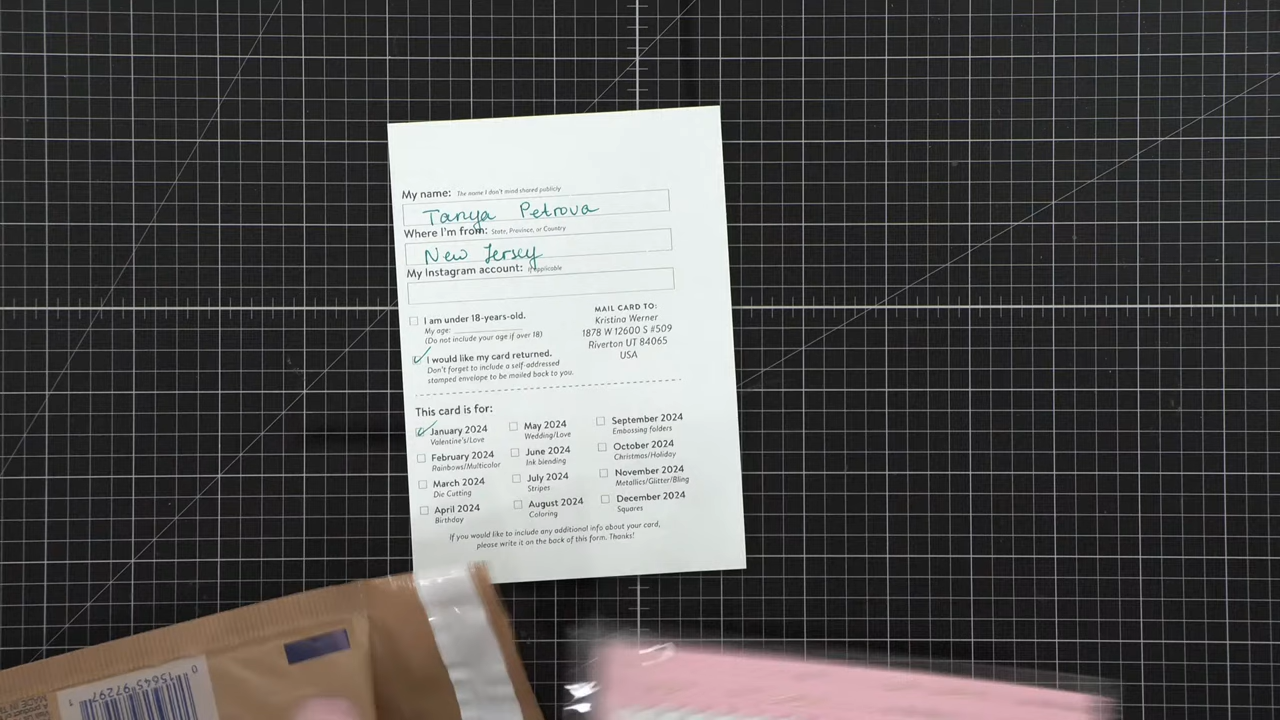 My name: The name I don't mind shared publicly
Tanya Petrova
Where I'm from: State, Province, or Country
New Jersey
My Instagram account: If applicable
I am under 18-years-old.
My age:
(Do not include your age if over 18)
I would like my card returned.
Don't forget to include a self-addressed
stamped envelope to be mailed back to you.
MAIL CARD TO:
Kristina Werner
1878 W 12600 S #509
Riverton UT 84065
USA
This card is for:
January 2024
Valentine's/Love
February 2024
Rainbows/Multicolor
March 2024
Die Cutting
April 2024
Birthday
May 2024
Wedding/Love
June 2024
Ink blending
July 2024
Stripes
August 2024
Coloring
September 2024
Embossing folders
October 2024
Christmas/Holiday
November 2024
Metallics/Glitter/Bling
December 2024
Squares
If you would like to include any additional info about your card,
please write it on the back of this form. Thanks!
0 15645 97297 1